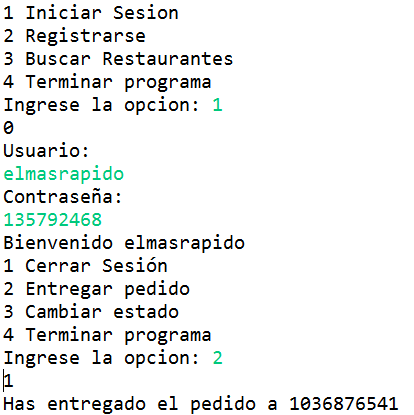 1 Iniciar Sesion
2 Registrarse
3 Buscar Restaurantes
4 Terminar programa
Ingrese la opcion: 1
0
Usuario:
elmasrapido
Contraseña:
135792468
Bienvenido elmasrapido
1 Cerrar Sesión
2 Entregar pedido
3 Cambiar estado
4 Terminar programa
Ingrese la opcion: 2
1
Has entregado el pedido a 1036876541